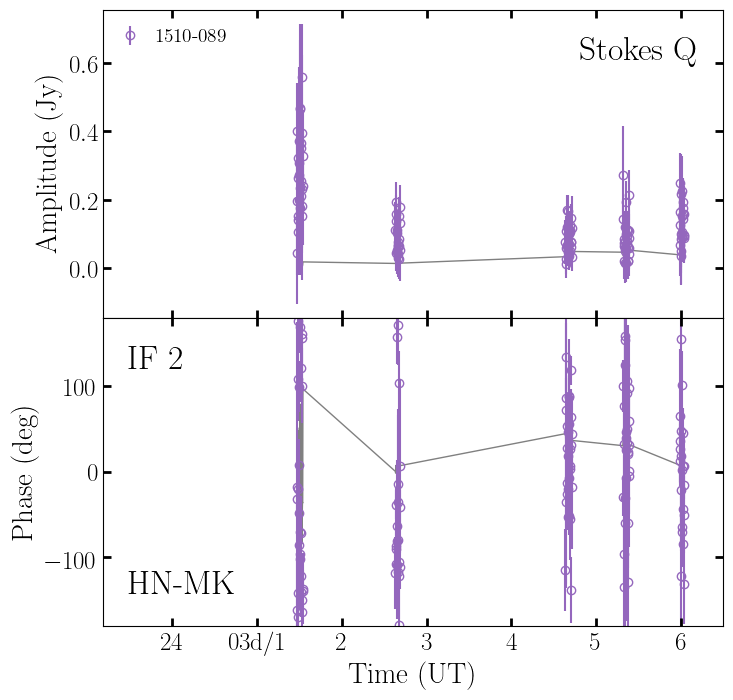 1510-089
Stokes Q
Amplitude (Jy)
0.6
0.4
0.2
0.0
IF 2
Phase (deg)
100
0
−100
HN-MK
24 03d/1 2 3 4 5 6
Time (UT)